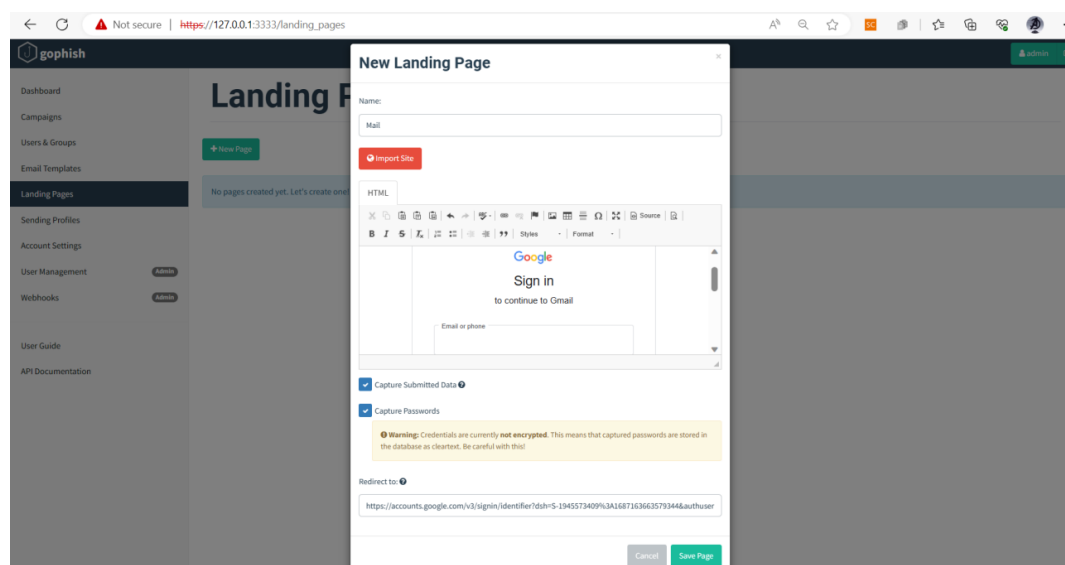 Not secure | https://127.0.0.1:3333/landing_pages
SC
gophish
admin
Dashboard
Campaigns
Users & Groups
Email Templates
Landing Pages
Sending Profiles
Account Settings
User Management Admin
Webhooks Admin
User Guide
API Documentation
Landing P
+New Page
No pages created yet. Let's create one!
New Landing Page
×
Name:
Mail
Import Site
HTML
Source
B I S Styles Format
Google
Sign in
to continue to Gmail
Email or phone
Capture Submitted Data
Capture Passwords
Warning: Credentials are currently not encrypted. This means that captured passwords are stored in
the database as cleartext. Be careful with this!
Redirect to:
https://accounts.google.com/v3/signin/identifier?dsh=S-1945573409%3A1687163663579344&authuser
Cancel Save Page